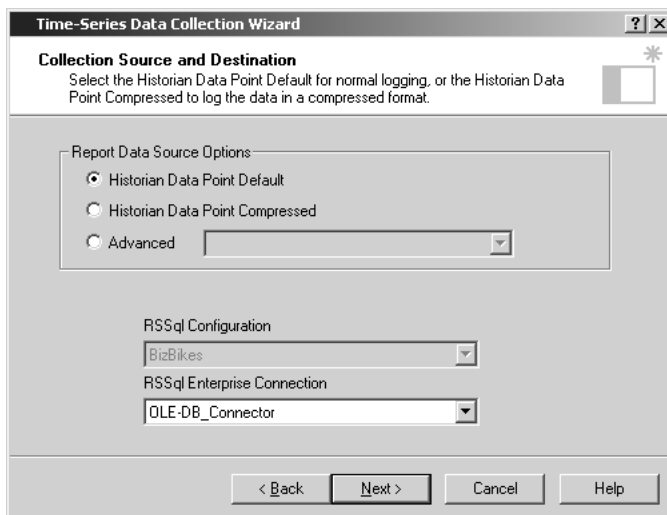 Time-Series Data Collection Wizard
Collection Source and Destination
Select the Historian Data Point Default for normal logging, or the Historian Data
Point Compressed to log the data in a compressed format.
Report Data Source Options
Historian Data Point Default
Historian Data Point Compressed
Advanced
RSSql Configuration
BizBikes
RSSql Enterprise Connection
OLE-DB_Connector
< Back Next > Cancel Help